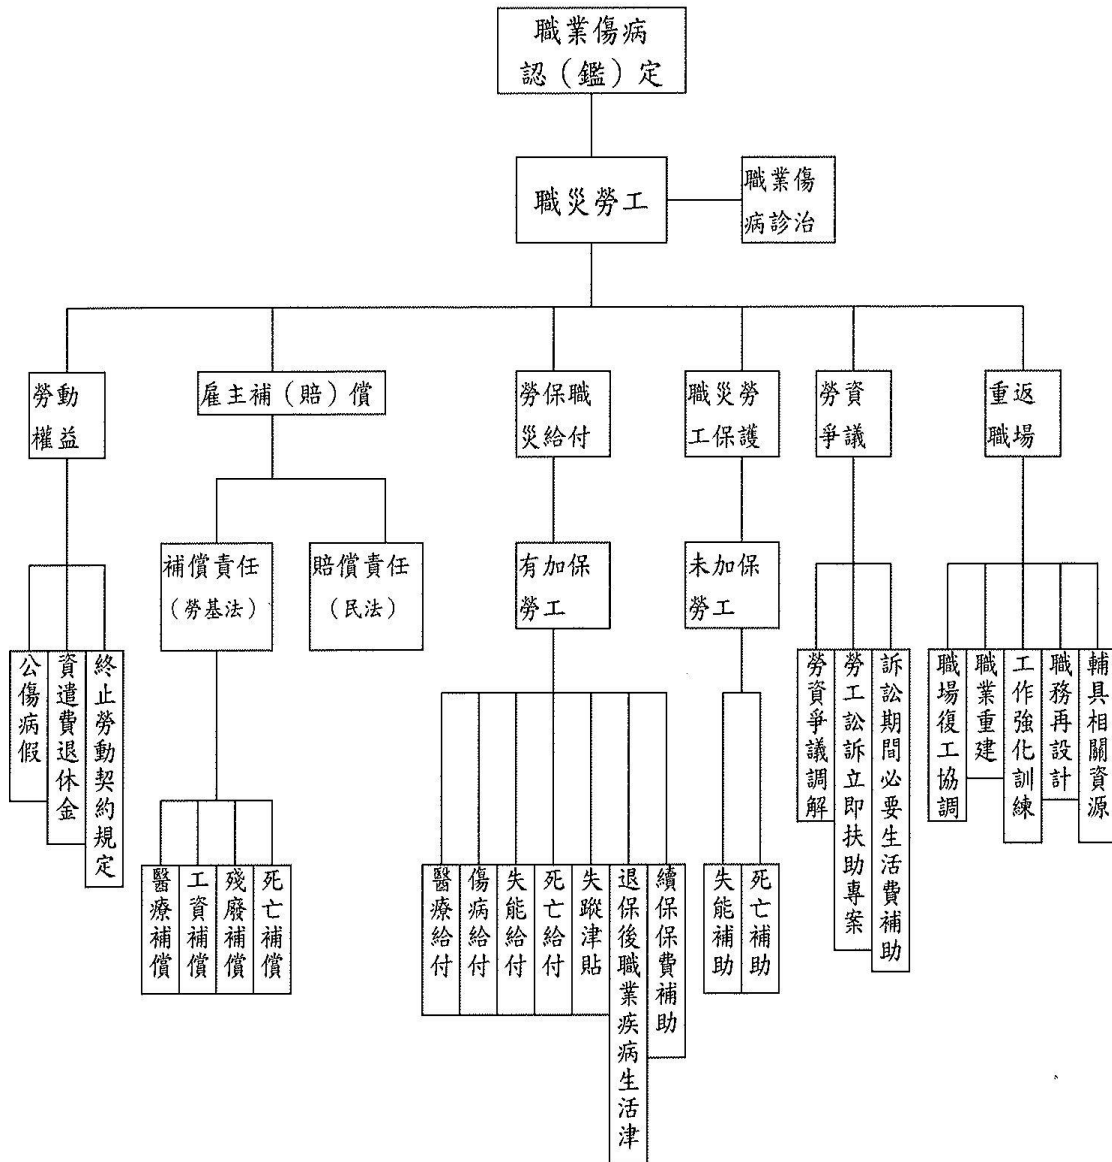 職業傷病
認（鑑）定
職災勞工
職業傷
病診治
勞動
權益
雇主補（賠）償
勞保職
災給付
職災勞
工保護
勞資
爭議
重返
職場
補償責任
（勞基法）
賠償責任
（民法）
有加保
勞工
未加保
勞工
公傷病假
資遣費退休金
終止勞動契約規定
醫療補償
工資補償
殘廢補償
死亡補償
醫療給付
傷病給付
失能給付
死亡給付
失蹤津貼
退保後職業疾病生活津
續保保費補助
失能補助
死亡補助
勞資爭議調解
勞工訟訴立即扶助專案
訴訟期間必要生活費補助
職場復工協調
職業重建
工作強化訓練
職務再設計
輔具相關資源